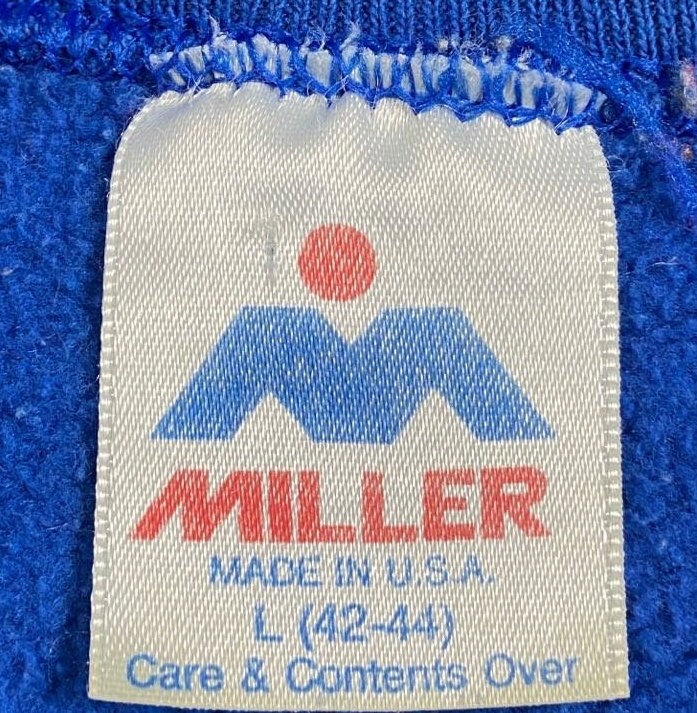 MILLER
MADE IN U.S.A.
L (42-44)
Care & Contents Over